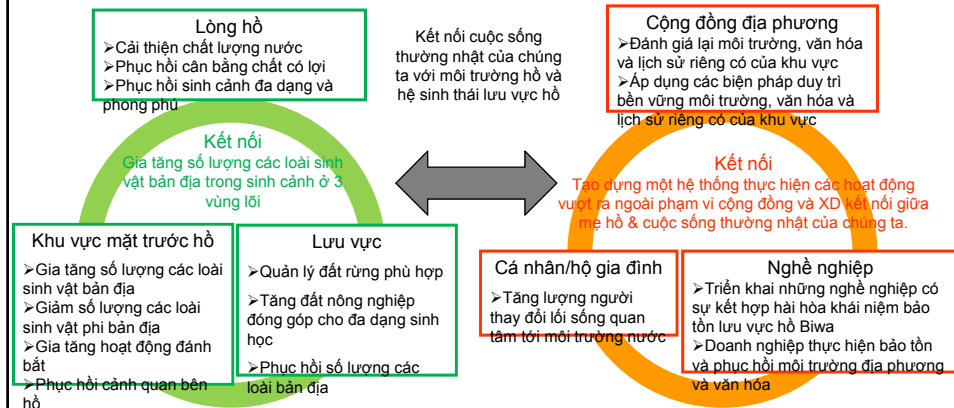 Lòng hồ
➢Cải thiện chất lượng nước
➢Phục hồi cân bằng chất có lợi
➢Phục hồi sinh cảnh đa dạng và
phong phú
Kết nối cuộc sống
thường nhật của chúng
ta với môi trường hồ và
hệ sinh thái lưu vực hồ
Cộng đồng địa phương
➢Đánh giá lại môi trường, văn hóa
và lịch sử riêng có của khu vực
➢Áp dụng các biện pháp duy trì
bền vững môi trường, văn hóa và
lịch sử riêng có của khu vực
Kết nối
Gia tăng số lượng các loài sinh
vật bản địa trong sinh cảnh ở 3
vùng lõi
Kết nối
Tạo dựng một hệ thống thực hiện các hoạt động
vượt ra ngoài phạm vi cộng đồng và XD kết nối giữa
mẹ hồ & cuộc sống thường nhật của chúng ta.
Khu vực mặt trước hồ
➢Gia tăng số lượng các loài
sinh vật bản địa
➢Giảm số lượng các loài
sinh vật phi bản địa
➢Gia tăng hoạt động đánh
bắt
➢Phục hồi cảnh quan bên
hồ
Lưu vực
➢Quản lý đất rừng phù hợp
➢Tăng đất nông nghiệp
đóng góp cho đa dạng sinh
học
➢Phục hồi số lượng các
loài bản địa
Cá nhân/hộ gia đình
➢Tăng lượng người
thay đổi lối sống quan
tâm tới môi trường nước
Nghề nghiệp
➢Triển khai những nghề nghiệp có
sự kết hợp hài hòa khái niệm bảo
tồn lưu vực hồ Biwa
➢Doanh nghiệp thực hiện bảo tồn
và phục hồi môi trường địa phương
và văn hóa